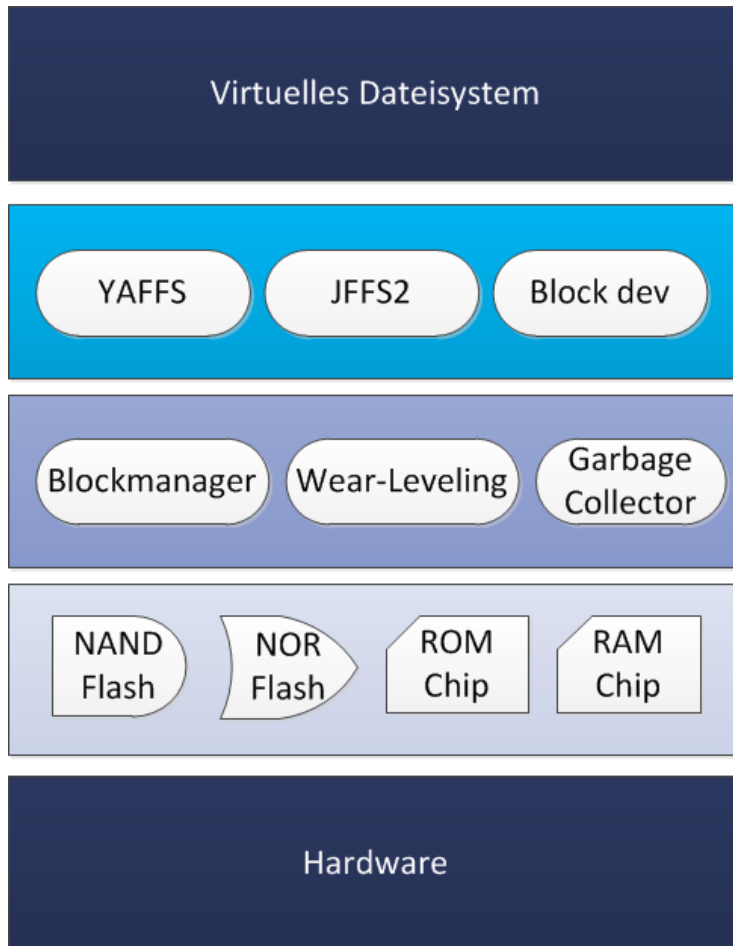 Virtuelles Dateisystem
YAFFS
JFFS2
Block dev
Blockmanager
Wear-Leveling
Garbage
Collector
NAND
Flash
NOR
Flash
ROM
Chip
RAM
Chip
Hardware